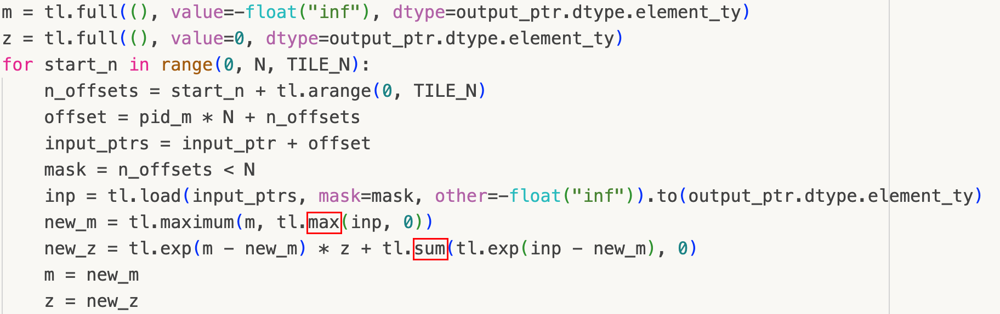 m = tl.full((), value=-float("inf"), dtype=output_ptr.dtype.element_ty)
z = tl.full((), value=0, dtype=output_ptr.dtype.element_ty)
for start_n in range(0, N, TILE_N):
    n_offsets = start_n + tl.arange(0, TILE_N)
    offset = pid_m * N + n_offsets
    input_ptrs = input_ptr + offset
    mask = n_offsets < N
    inp = tl.load(input_ptrs, mask=mask, other=-float("inf")).to(output_ptr.dtype.element_ty)
    new_m = tl.maximum(m, tl.max(inp, 0))
    new_z = tl.exp(m - new_m) * z + tl.sum(tl.exp(inp - new_m), 0)
    m = new_m
    z = new_z